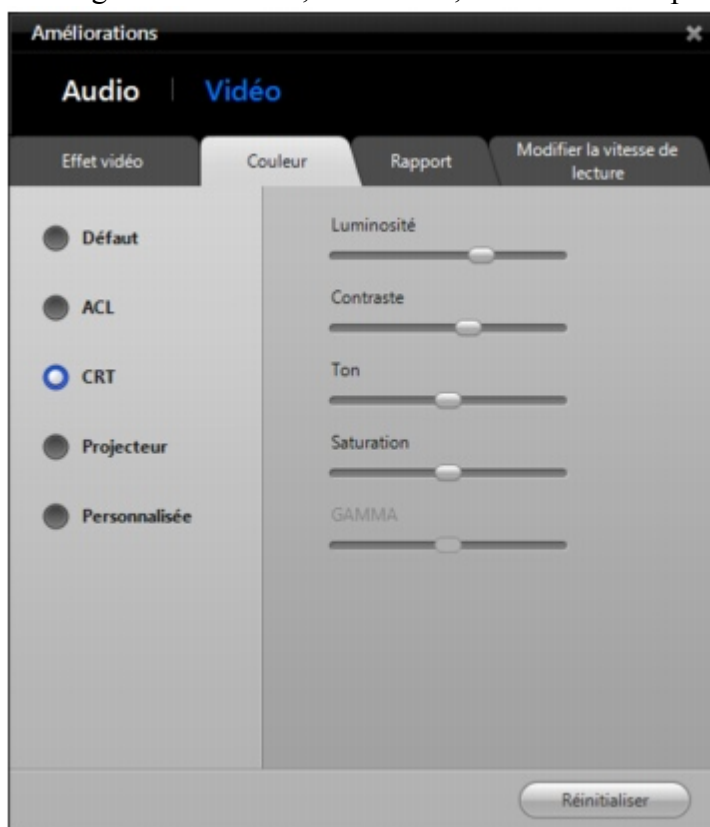 Améliorations
Audio Vidéo
Effet vidéo Couleur Rapport Modifier la vitesse de
lecture
Défaut
ACL
CRT
Projecteur
Personnalisée
Luminosité
Contraste
Ton
Saturation
GAMMA
Réinitialiser